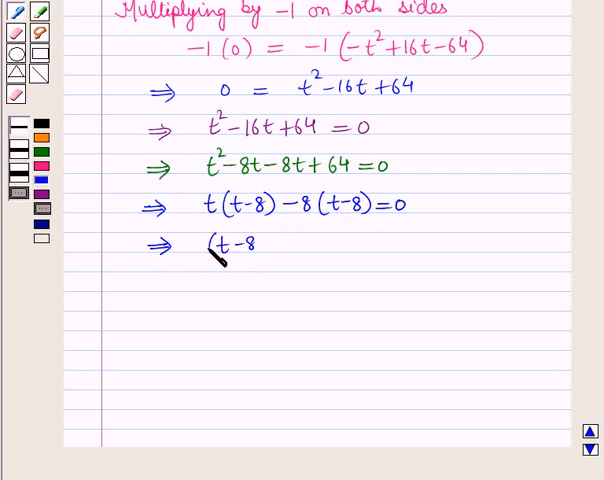 Multiplying by -1 on both sides
-1 (0) = -1 (-t²+16t-64)
⇒ 0 = t²-16t+64
⇒ t²-16t+64 = 0
⇒ t²-8t-8t+64 = 0
⇒ t(t-8) -8(t-8) = 0
⇒ (t-8